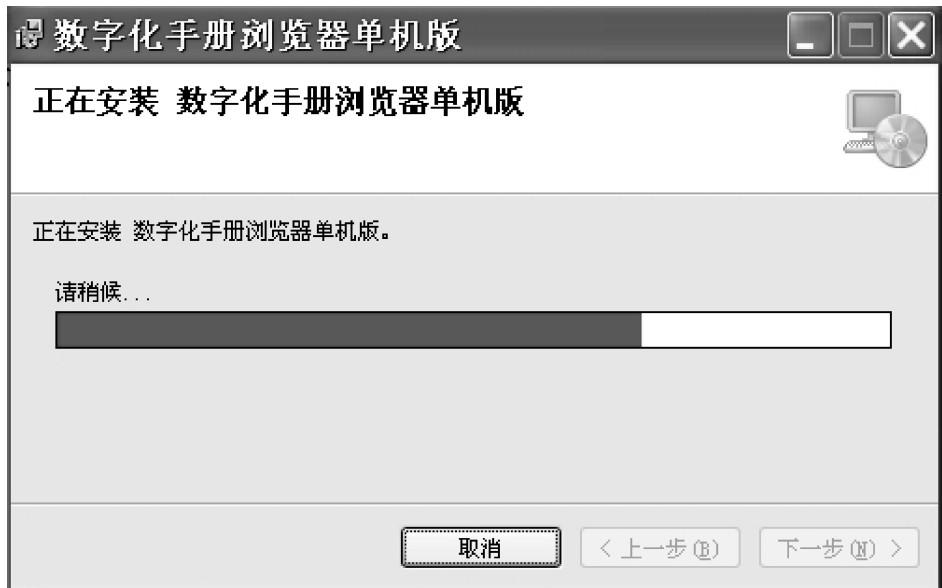 数字化手册浏览器单机版
正在安装 数字化手册浏览器单机版
正在安装 数字化手册浏览器单机版。
请稍候...
取消
< 上一步(B)
下一步(N) >